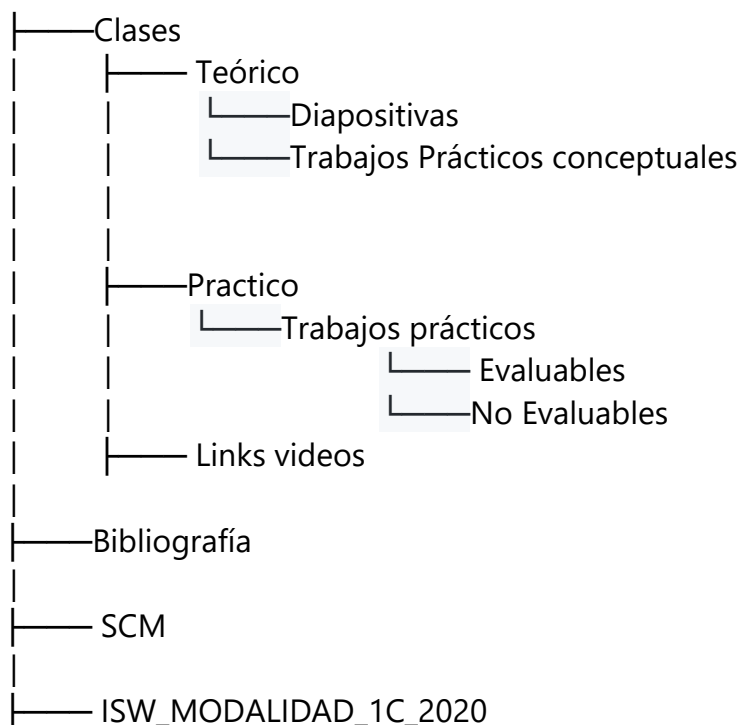 Clases
Teórico
Diapositivas
Trabajos Prácticos conceptuales
Practico
Trabajos prácticos
Evaluables
No Evaluables
Links videos
Bibliografía
SCM
ISW_MODALIDAD_1C_2020